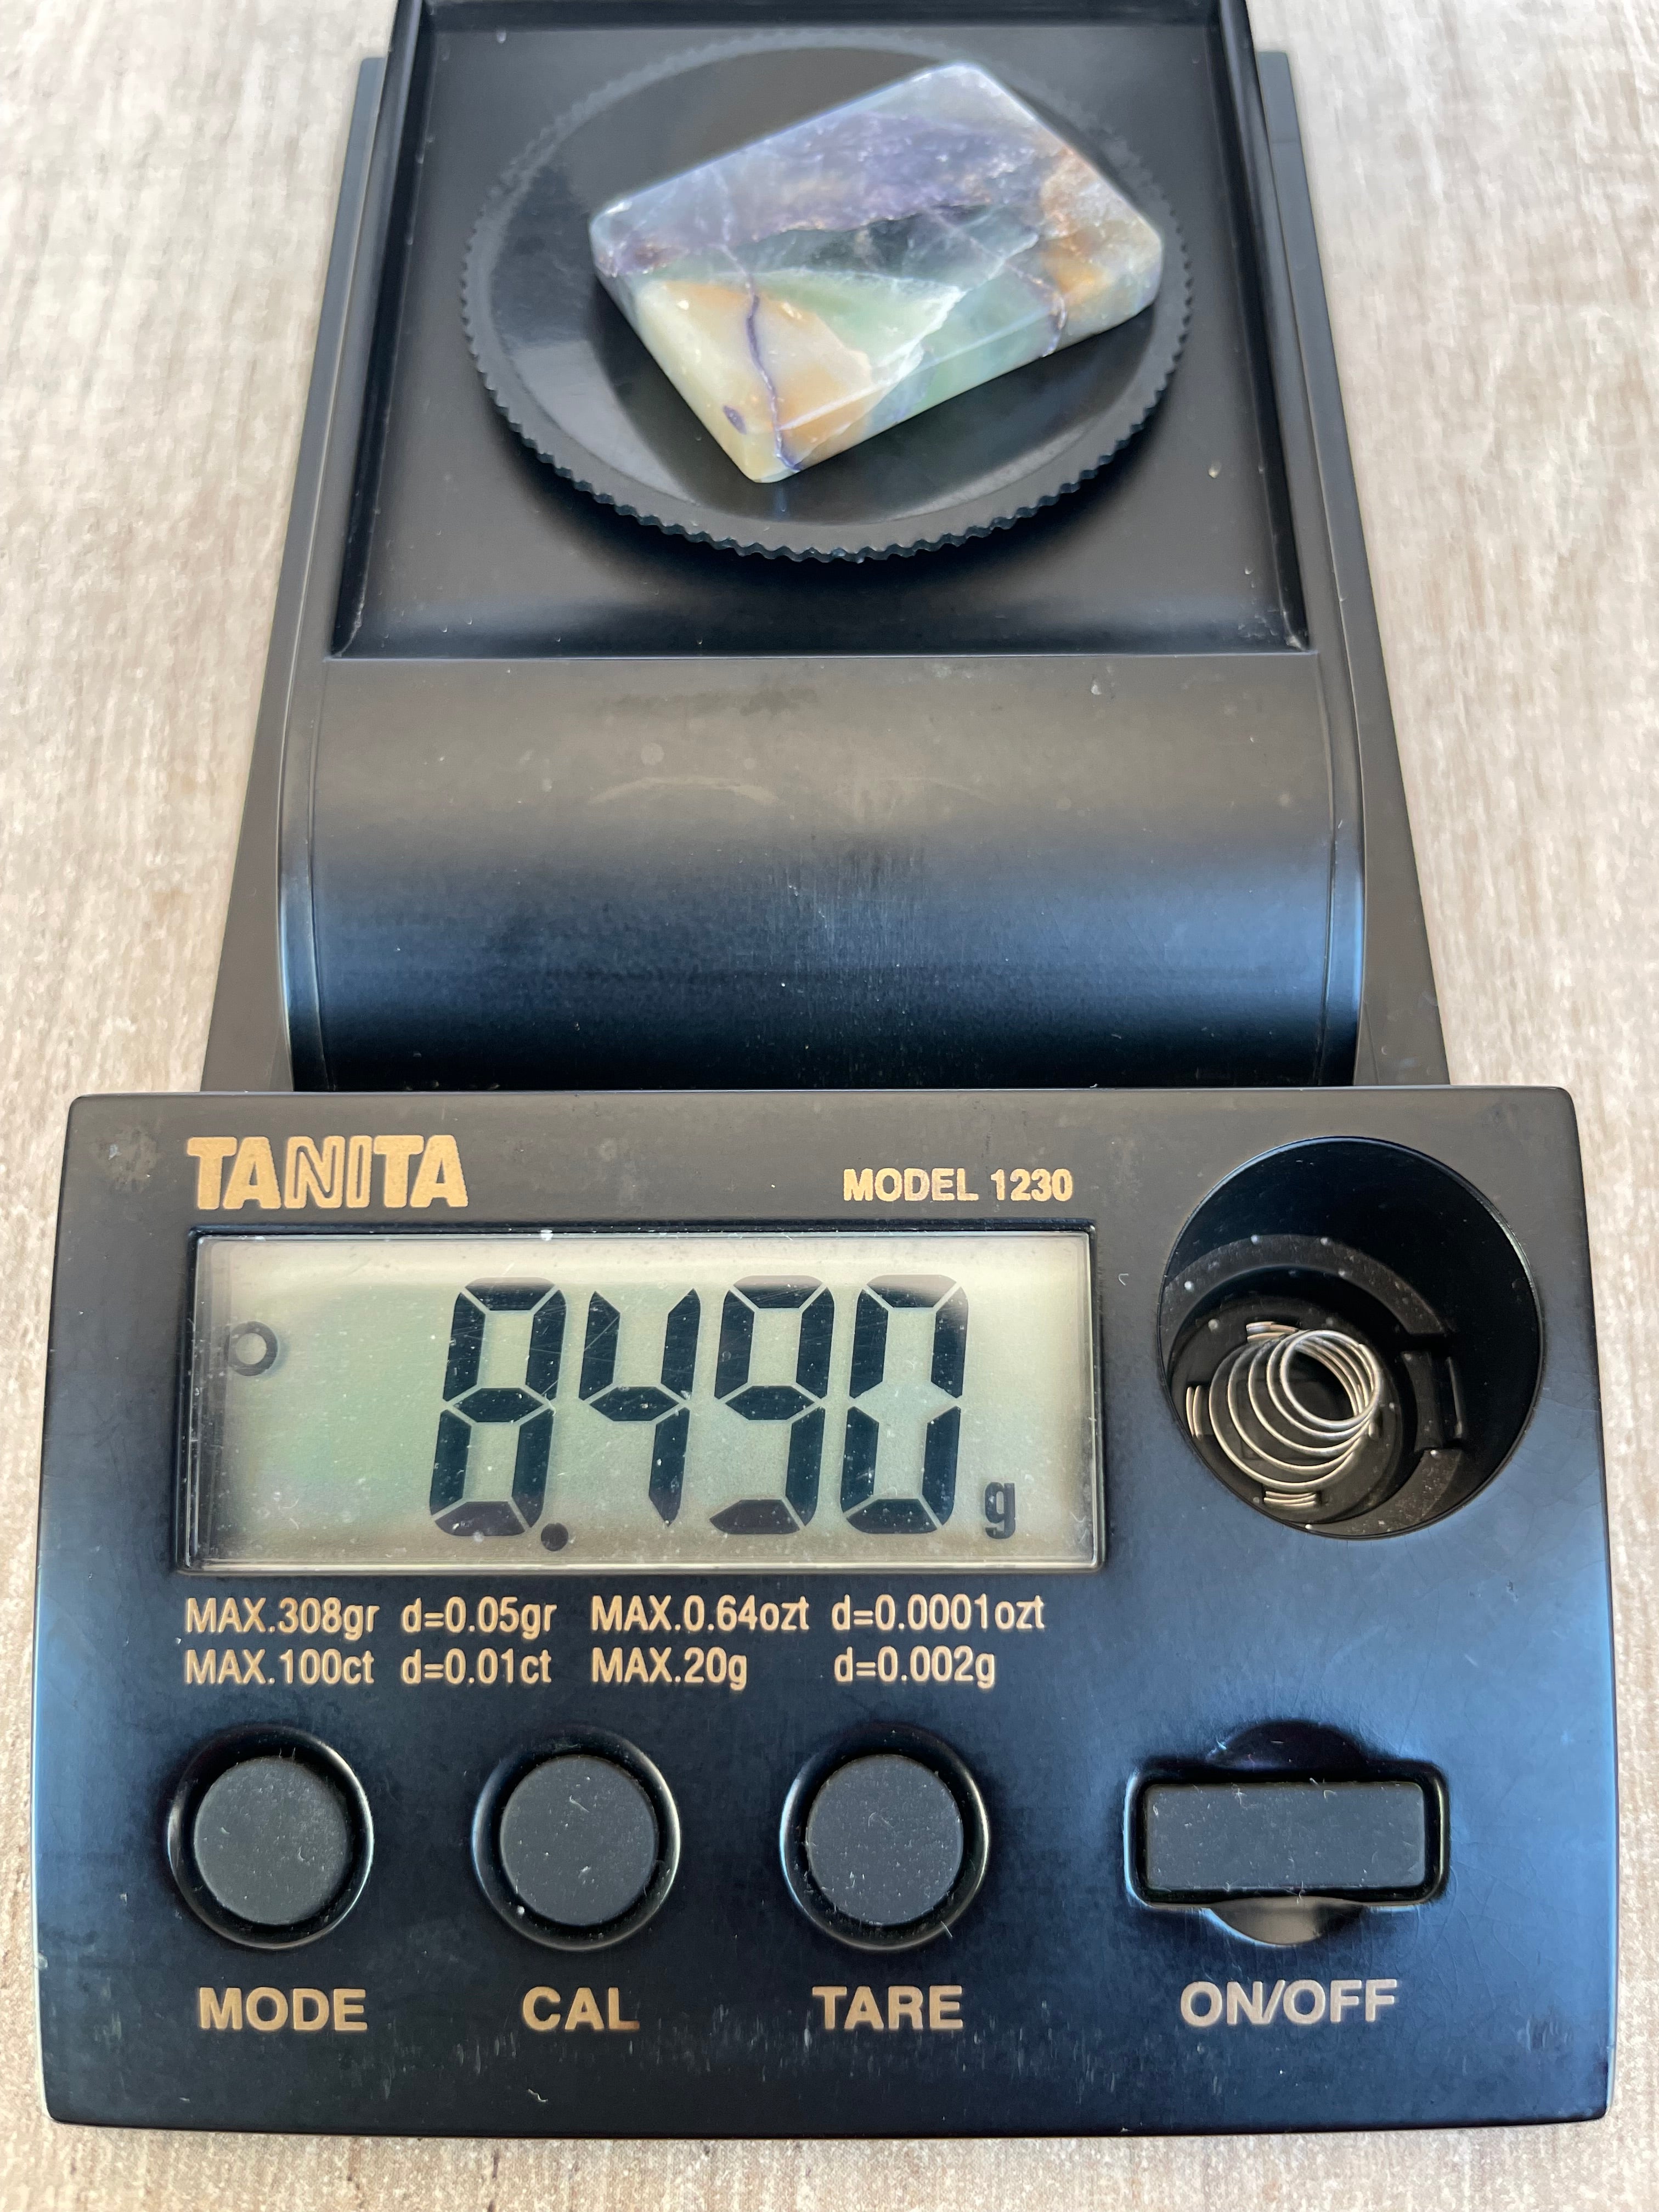 TANITA
MODEL 1230
8.490 g
MAX.308gr d=0.05gr MAX.0.64ozt d=0.0001ozt
MAX.100ct d=0.01ct MAX.20g d=0.002g
MODE CAL TARE ON/OFF